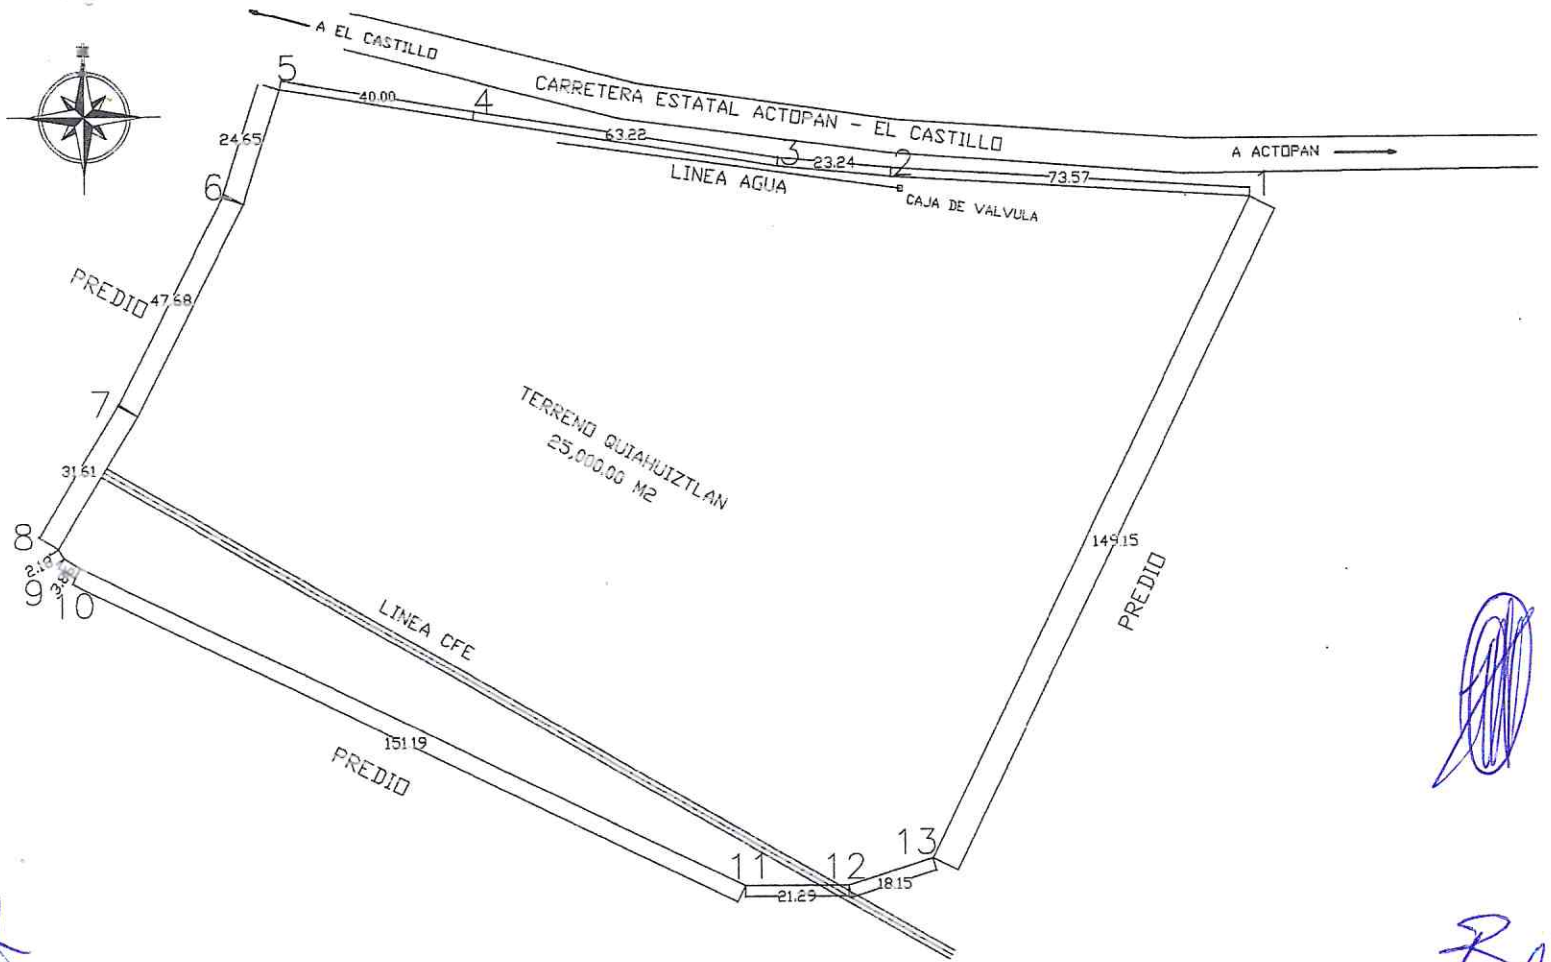 A EL CASTILLO
CARRETERA ESTATAL ACTOPAN - EL CASTILLO
A ACTOPAN
5
40.00
4
63.22
3
23.24
2
73.57
1
LINEA AGUA
CAJA DE VALVULA
24.65
6
PREDIO
47.68
7
TERRENO QUIAHUIZTLAN
25,000.00 M2
31.61
8
149.15
PREDIO
9
10
LINEA CFE
151.19
PREDIO
11
12
13
21.29
18.15